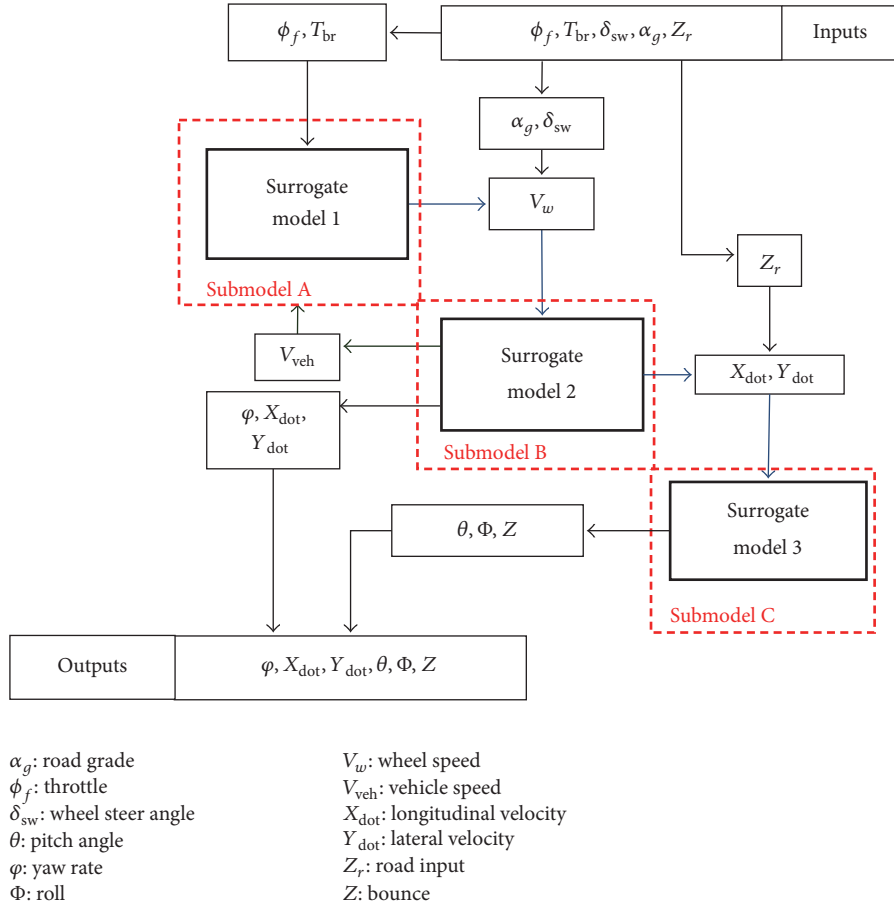 ϕ_f, T_br
ϕ_f, T_br, δ_sw, α_g, Z_r
Inputs
α_g, δ_sw
Surrogate
model 1
V_w
Z_r
Submodel A
V_veh
Surrogate
model 2
X_dot, Y_dot
φ, X_dot,
Y_dot
Submodel B
θ, Φ, Z
Surrogate
model 3
Submodel C
Outputs
φ, X_dot, Y_dot, θ, Φ, Z
α_g: road grade
ϕ_f: throttle
δ_sw: wheel steer angle
θ: pitch angle
φ: yaw rate
Φ: roll
V_w: wheel speed
V_veh: vehicle speed
X_dot: longitudinal velocity
Y_dot: lateral velocity
Z_r: road input
Z: bounce